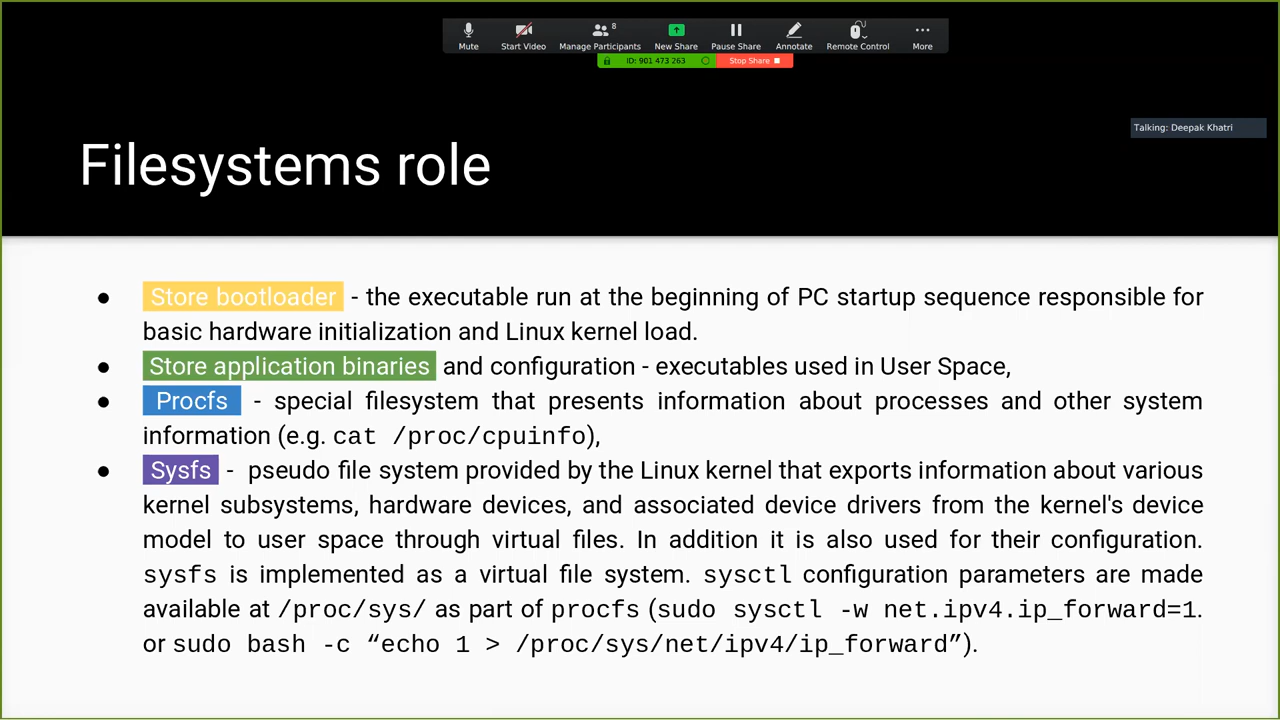 8
Mute Start Video Manage Participants New Share Pause Share Annotate Remote Control More
ID: 901 473 263 Stop Share
Talking: Deepak Khatri
Filesystems role
● Store bootloader - the executable run at the beginning of PC startup sequence responsible for
basic hardware initialization and Linux kernel load.
● Store application binaries and configuration - executables used in User Space,
● Procfs - special filesystem that presents information about processes and other system
information (e.g. cat /proc/cpuinfo),
● Sysfs - pseudo file system provided by the Linux kernel that exports information about various
kernel subsystems, hardware devices, and associated device drivers from the kernel's device
model to user space through virtual files. In addition it is also used for their configuration.
sysfs is implemented as a virtual file system. sysctl configuration parameters are made
available at /proc/sys/ as part of procfs (sudo sysctl -w net.ipv4.ip_forward=1.
or sudo bash -c “echo 1 > /proc/sys/net/ipv4/ip_forward”).